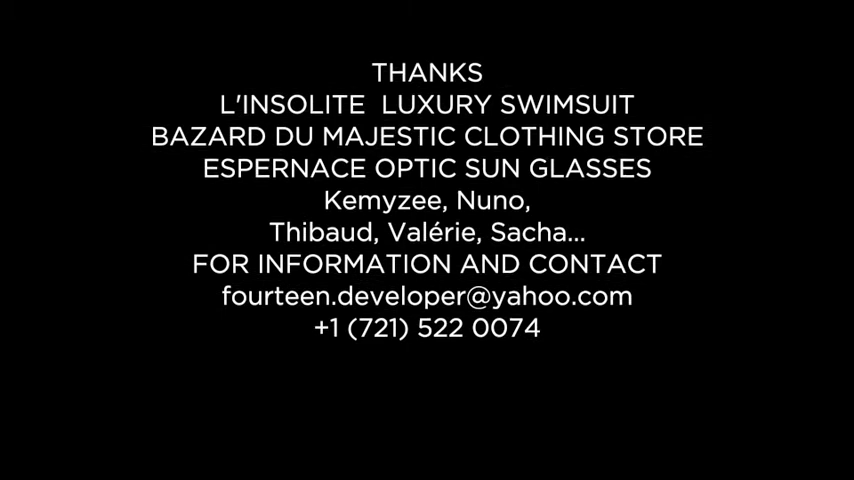 THANKS
L'INSOLITE  LUXURY SWIMSUIT
BAZARD DU MAJESTIC CLOTHING STORE
ESPERNACE OPTIC SUN GLASSES
Kemyzee, Nuno,
Thibaud, Valérie, Sacha...
FOR INFORMATION AND CONTACT
fourteen.developer@yahoo.com
+1 (721) 522 0074